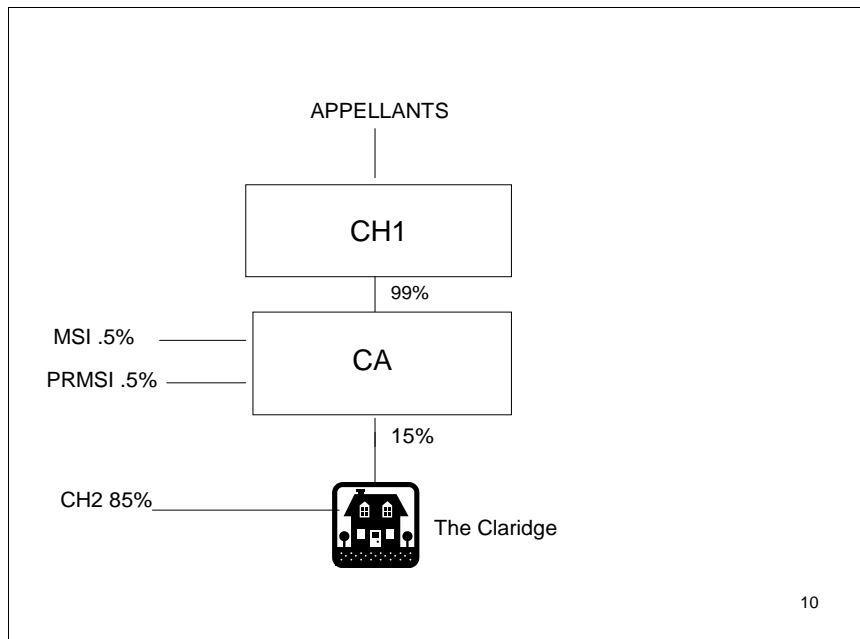 APPELLANTS
CH1
99%
MSI .5%
CA
PRMSI .5%
15%
CH2 85%
The Claridge
10